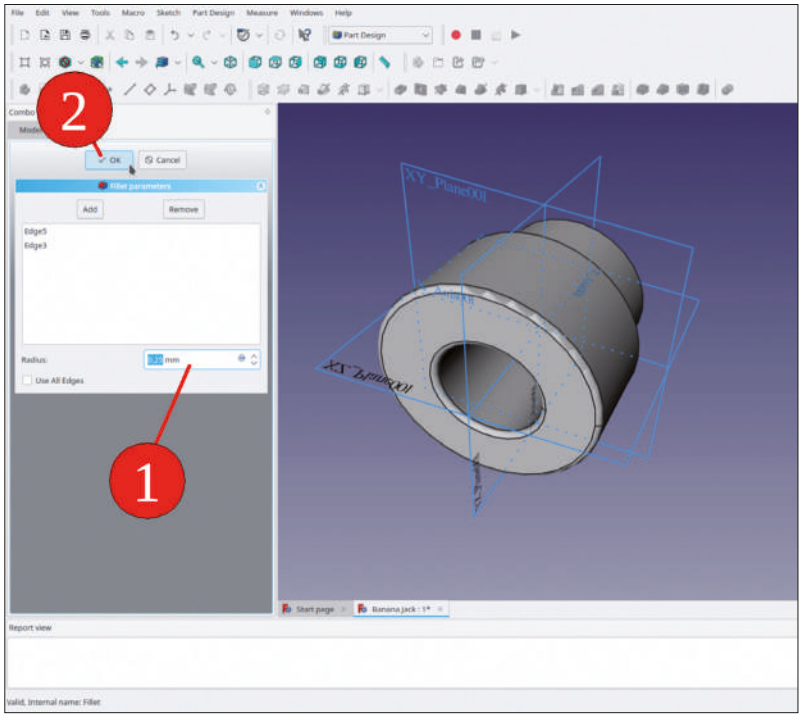 File Edit View Tools Macro Sketch Part Design Measure Windows Help
Part Design
Combo
Model
2
OK Cancel
Fillet parameters
Add Remove
Edge5
Edge3
Radius: mm
Use All Edges
1
XY_Plane001
XZ_Plane001
Start page Banana jack : 1*
Report view
Valid, Internal name: Fillet